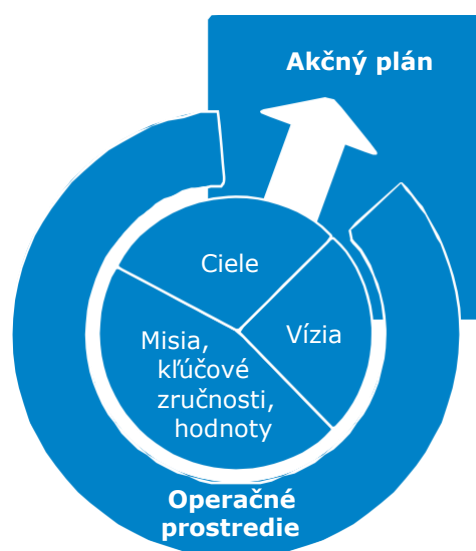 Akčný plán
Ciele
Vízia
Misia,
kľúčové
zručnosti,
hodnoty
Operačné
prostredie